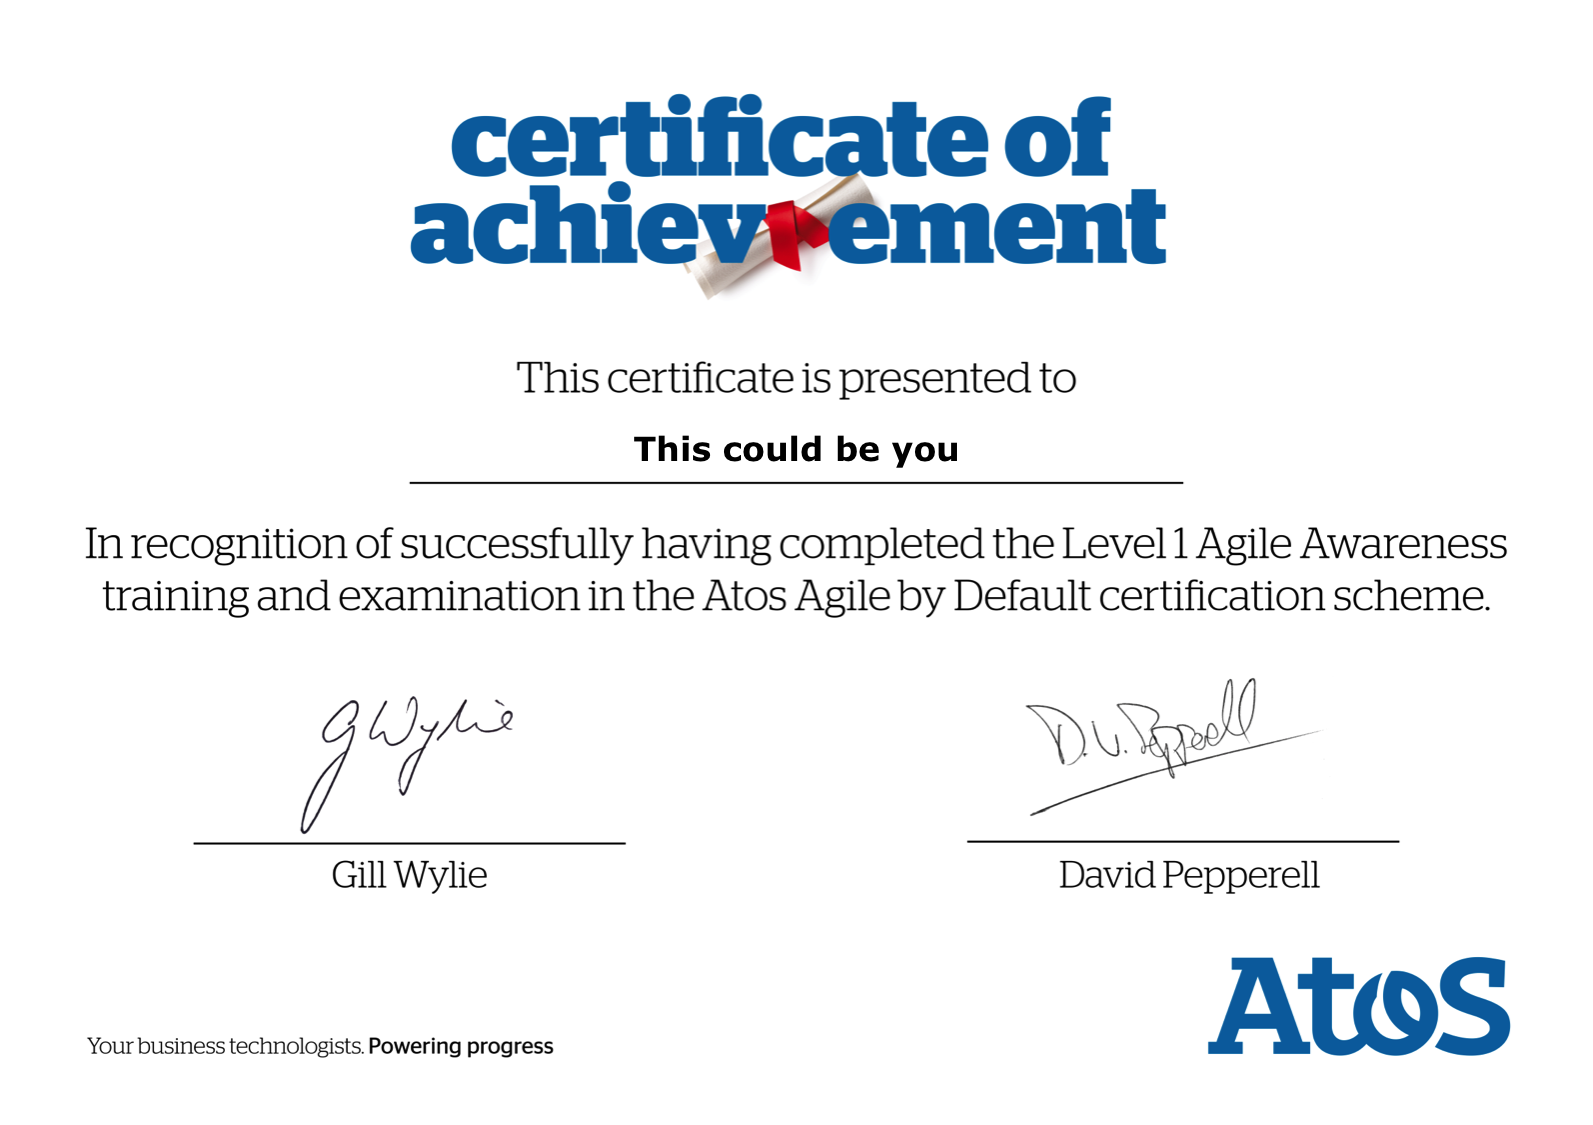 certificate of
achievement
This certificate is presented to
This could be you
In recognition of successfully having completed the Level 1 Agile Awareness
training and examination in the Atos Agile by Default certification scheme.
G Wylie
D.V. Pepperell
Gill Wylie
David Pepperell
Atos
Your business technologists. Powering progress